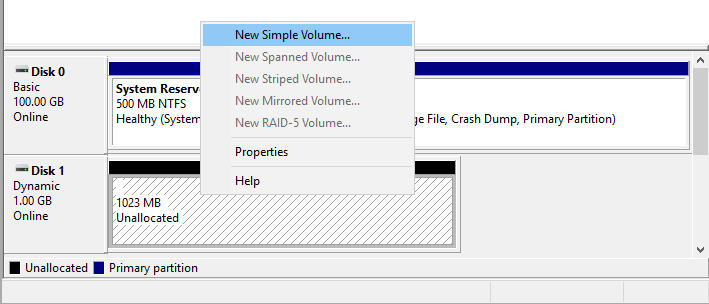 New Simple Volume...
New Spanned Volume...
New Striped Volume...
New Mirrored Volume...
New RAID-5 Volume...
Properties
Help
Disk 0
Basic
100.00 GB
Online
System Reserv
500 MB NTFS
Healthy (System
ge File, Crash Dump, Primary Partition)
Disk 1
Dynamic
1.00 GB
Online
1023 MB
Unallocated
Unallocated Primary partition